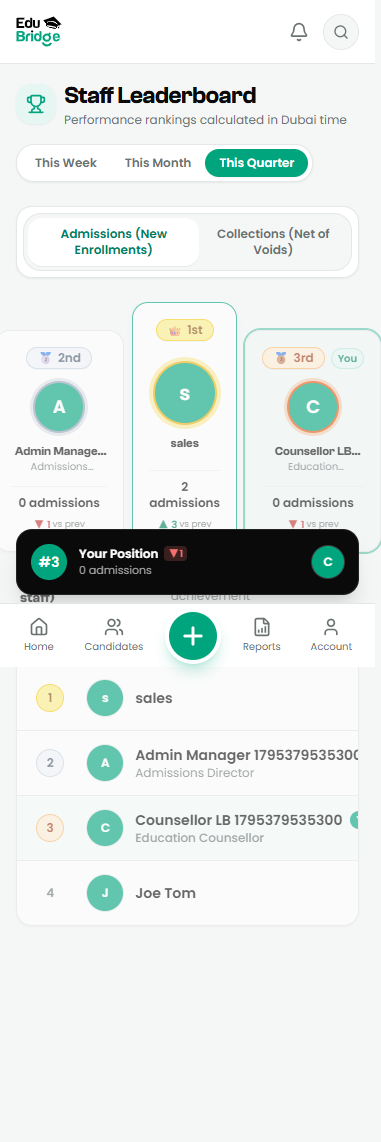 Edu
Bridge
Staff Leaderboard
Performance rankings calculated in Dubai time
This Week
This Month
This Quarter
Admissions (New
Enrollments)
Collections (Net of
Voids)
2nd
A
Admin Manage...
Admissions...
0 admissions
▼ 1 vs prev
1st
s
sales
2
admissions
▲ 3 vs prev
3rd
You
C
Counsellor LB...
Education...
0 admissions
▼ 1 vs prev
#3
Your Position
▼1
0 admissions
C
staff)
achievement
Home
Candidates
Reports
Account
1
s
sales
2
A
Admin Manager 1795379535300
Admissions Director
3
C
Counsellor LB 1795379535300
Education Counsellor
4
J
Joe Tom